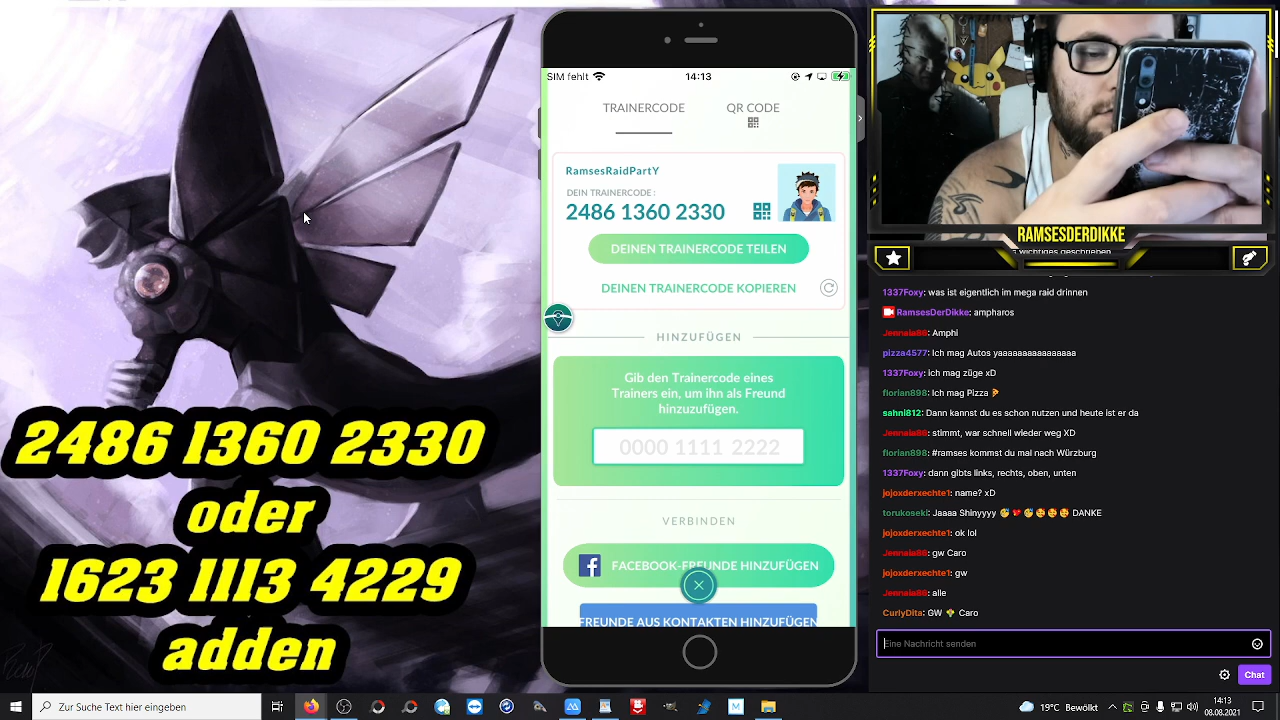 2486 1360 2330
oder
1623 1113 4229
adden
SIM fehlt
14:13
TRAINERCODE
QR CODE
RamsesRaidPartY
DEIN TRAINERCODE :
2486 1360 2330
DEINEN TRAINERCODE TEILEN
DEINEN TRAINERCODE KOPIEREN
HINZUFÜGEN
Gib den Trainercode eines
Trainers ein, um ihn als Freund
hinzuzufügen.
0000 1111 2222
VERBINDEN
FACEBOOK-FREUNDE HINZUFÜGEN
FREUNDE AUS KONTAKTEN HINZUFÜGEN
RAMSESDERDIKKE
wichtiges geschrieben
1337Foxy: was ist eigentlich im mega raid drinnen
RamsesDerDikke: ampharos
Jennaia88: Amphi
pizza4577: Ich mag Autos yaaaaaaaaaaaaaaaa
1337Foxy: Ich mag züge xD
florian898: Ich mag Pizza 🍕
sahni812: Dann kannst du es schon nutzen und heute ist er da
Jennaia88: stimmt, war schnell wieder weg XD
florian898: #ramses kommst du mal nach Würzburg
1337Foxy: dann gibts links, rechts, oben, unten
jojoxderxechte1: name? xD
torukoseki: Jaaaa Shinyyyy DANKE
jojoxderxechte1: ok lol
Jennaia88: gw Caro
jojoxderxechte1: gw
Jennaia88: alle
CurlyDita: GW Caro
Eine Nachricht senden
Chat
Zur Suche Text hier eingeben
19°C Bewölkt
14:13
08.08.2021